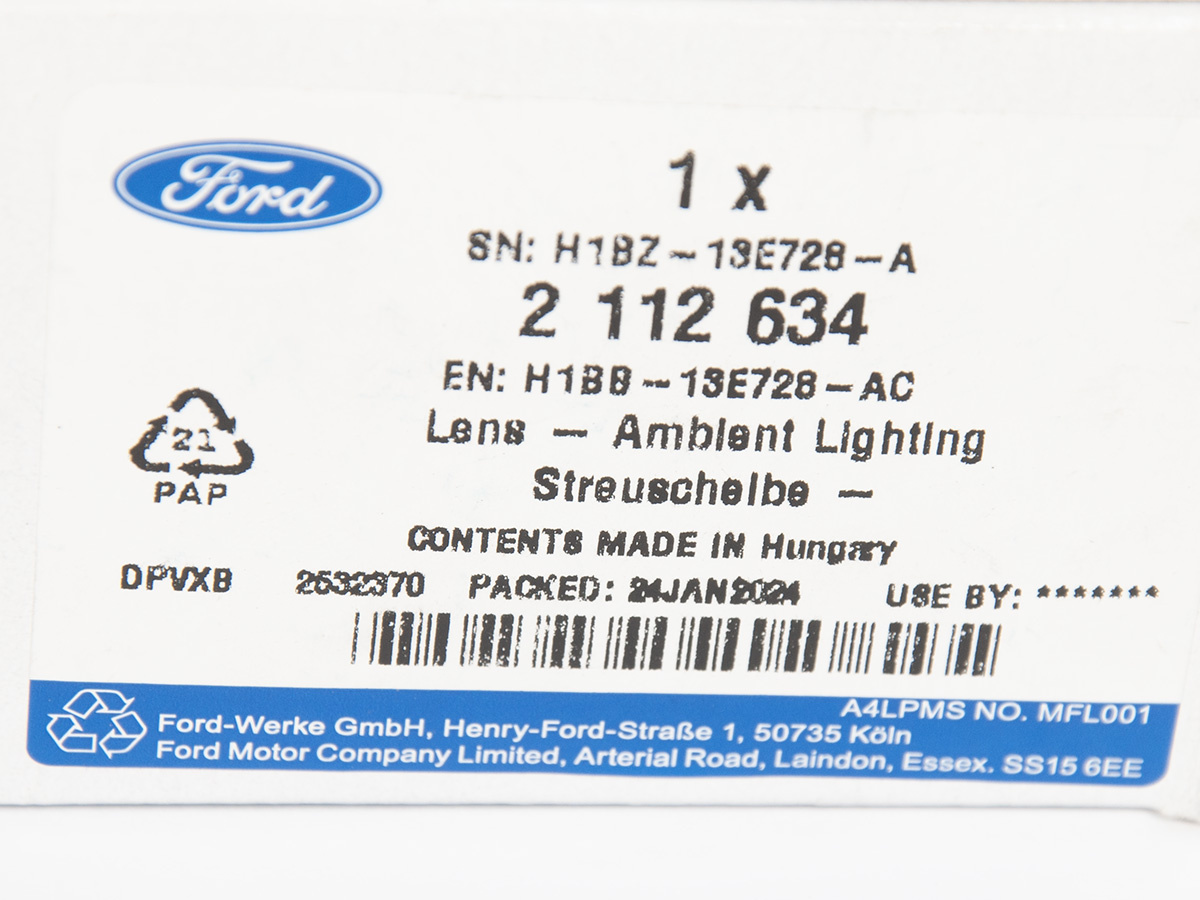 Ford
1 x
SN: H1BZ-13E728-A
2 112 634
EN: H1BB-13E728-AC
Lens - Ambient Lighting
21
Streuscheibe -
PAP
CONTENTS MADE IN Hungary
DPVXB 2632370 PACKED: 24JAN2024 USE BY: *******
A4LPMS NO. MFL001
Ford-Werke GmbH, Henry-Ford-Straße 1, 50735 Köln
Ford Motor Company Limited, Arterial Road, Laindon, Essex. SS15 6EE